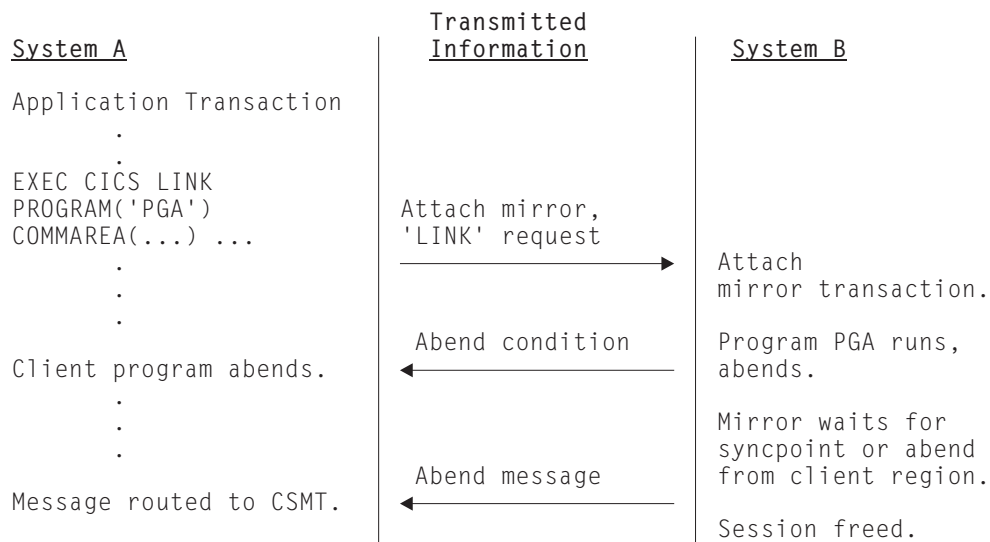 Transmitted
System A Information System B
Application Transaction
.
.
EXEC CICS LINK
PROGRAM('PGA') Attach mirror,
COMMAREA(...) ... 'LINK' request
. Attach
. mirror transaction.
.
Abend condition Program PGA runs,
Client program abends. abends.
.
. Mirror waits for
. syncpoint or abend
Abend message from client region.
Message routed to CSMT.
Session freed.